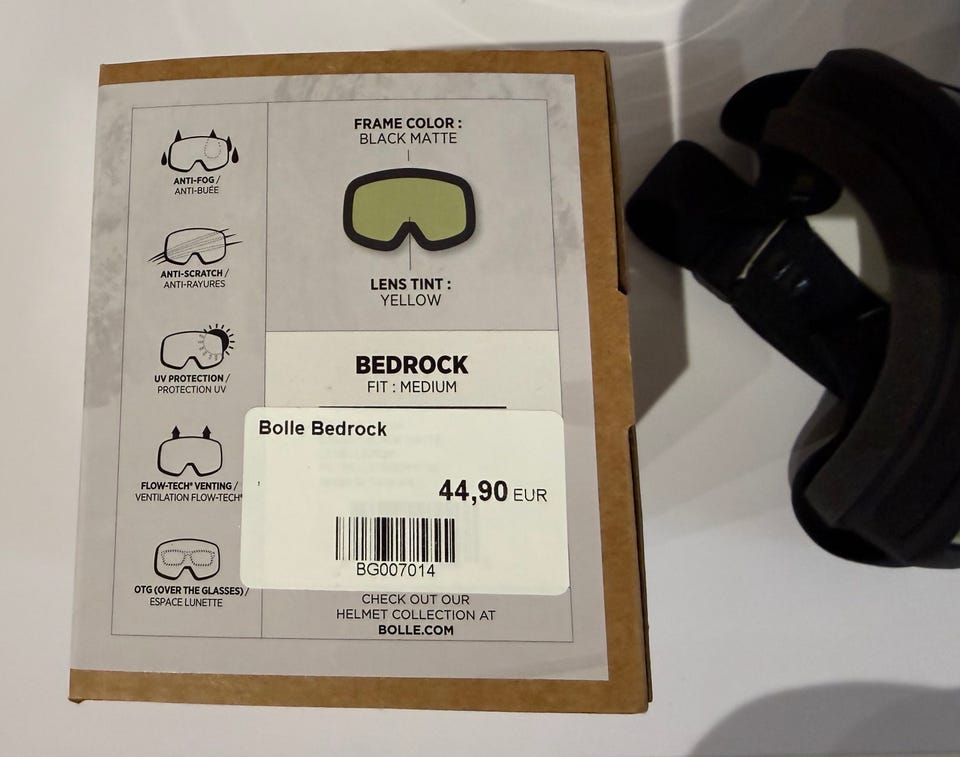 ANTI-FOG /
ANTI-BUÉE
ANTI-SCRATCH /
ANTI-RAYURES
UV PROTECTION /
PROTECTION UV
FLOW-TECH® VENTING /
VENTILATION FLOW-TECH®
OTG (OVER THE GLASSES) /
ESPACE LUNETTE
FRAME COLOR :
BLACK MATTE
LENS TINT :
YELLOW
BEDROCK
FIT : MEDIUM
Bolle Bedrock
44,90 EUR
BG007014
CHECK OUT OUR
HELMET COLLECTION AT
BOLLE.COM